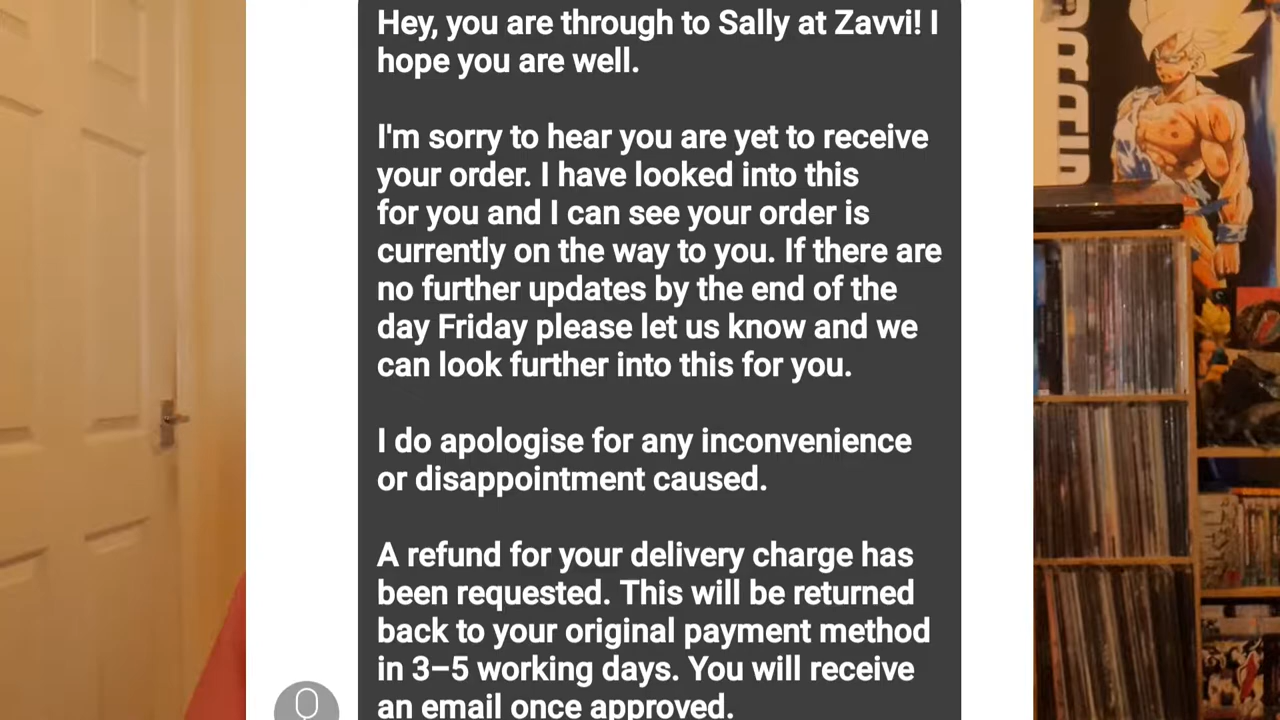 Hey, you are through to Sally at Zavvi! I
hope you are well.
I'm sorry to hear you are yet to receive
your order. I have looked into this
for you and I can see your order is
currently on the way to you. If there are
no further updates by the end of the
day Friday please let us know and we
can look further into this for you.
I do apologise for any inconvenience
or disappointment caused.
A refund for your delivery charge has
been requested. This will be returned
back to your original payment method
in 3–5 working days. You will receive
an email once approved.